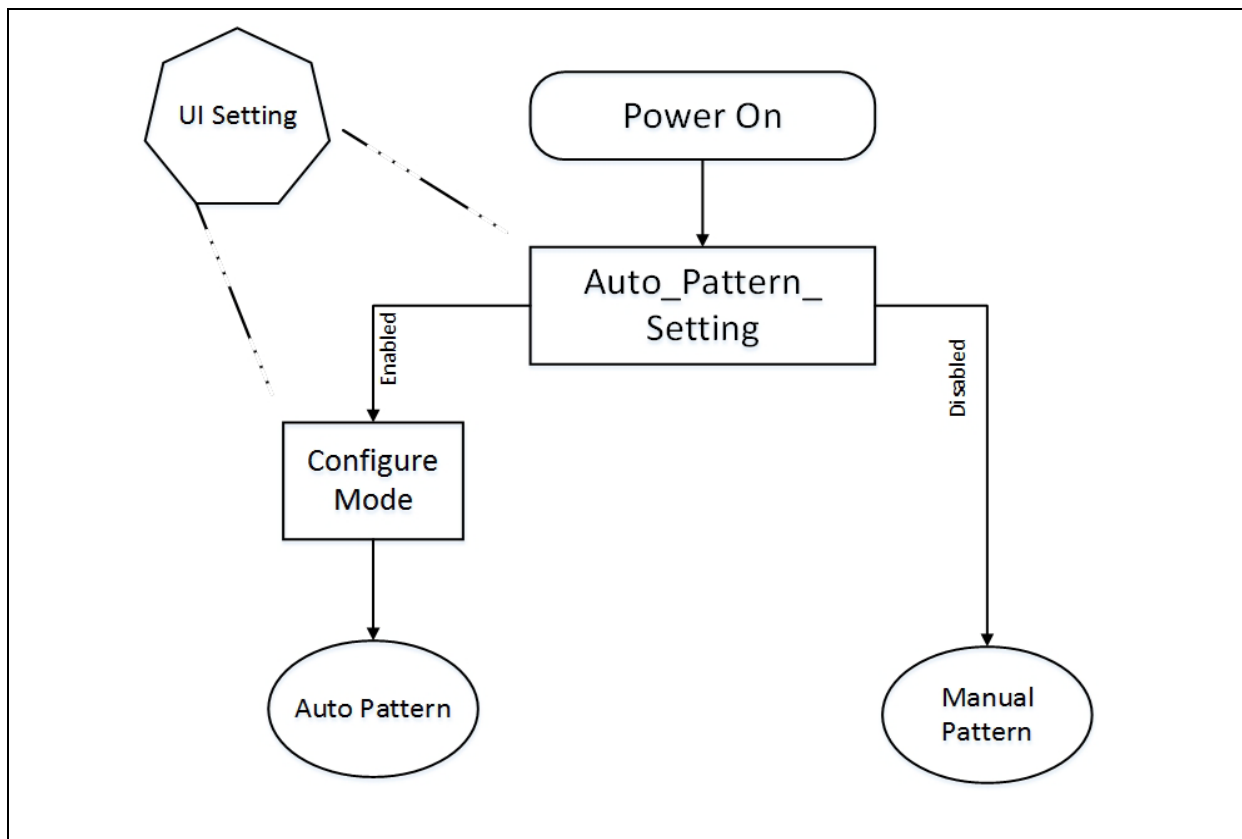 UI Setting
Power On
Auto_Pattern_
Setting
Enabled
Disabled
Configure
Mode
Auto Pattern
Manual
Pattern